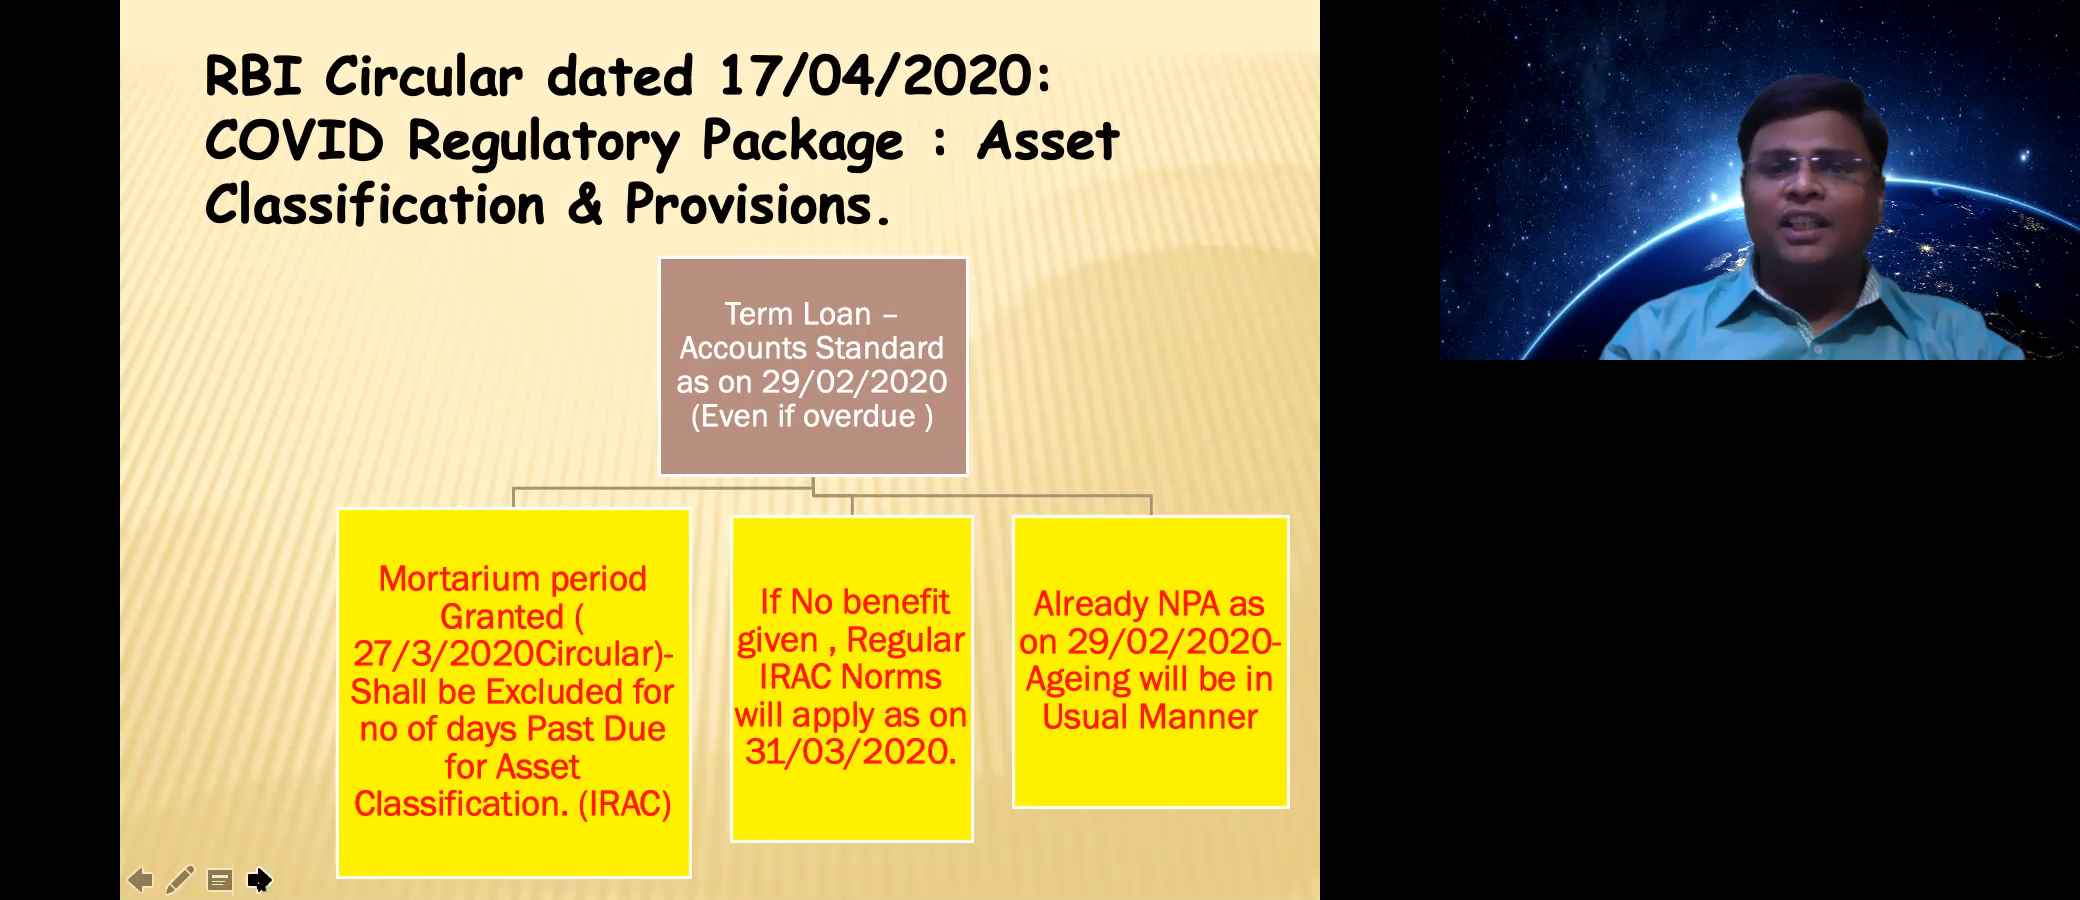 RBI Circular dated 17/04/2020:
COVID Regulatory Package : Asset
Classification & Provisions.
Term Loan –
Accounts Standard
as on 29/02/2020
(Even if overdue )
Mortarium period
Granted (
27/3/2020Circular)-
Shall be Excluded for
no of days Past Due
for Asset
Classification. (IRAC)
If No benefit
given , Regular
IRAC Norms
will apply as on
31/03/2020.
Already NPA as
on 29/02/2020-
Ageing will be in
Usual Manner